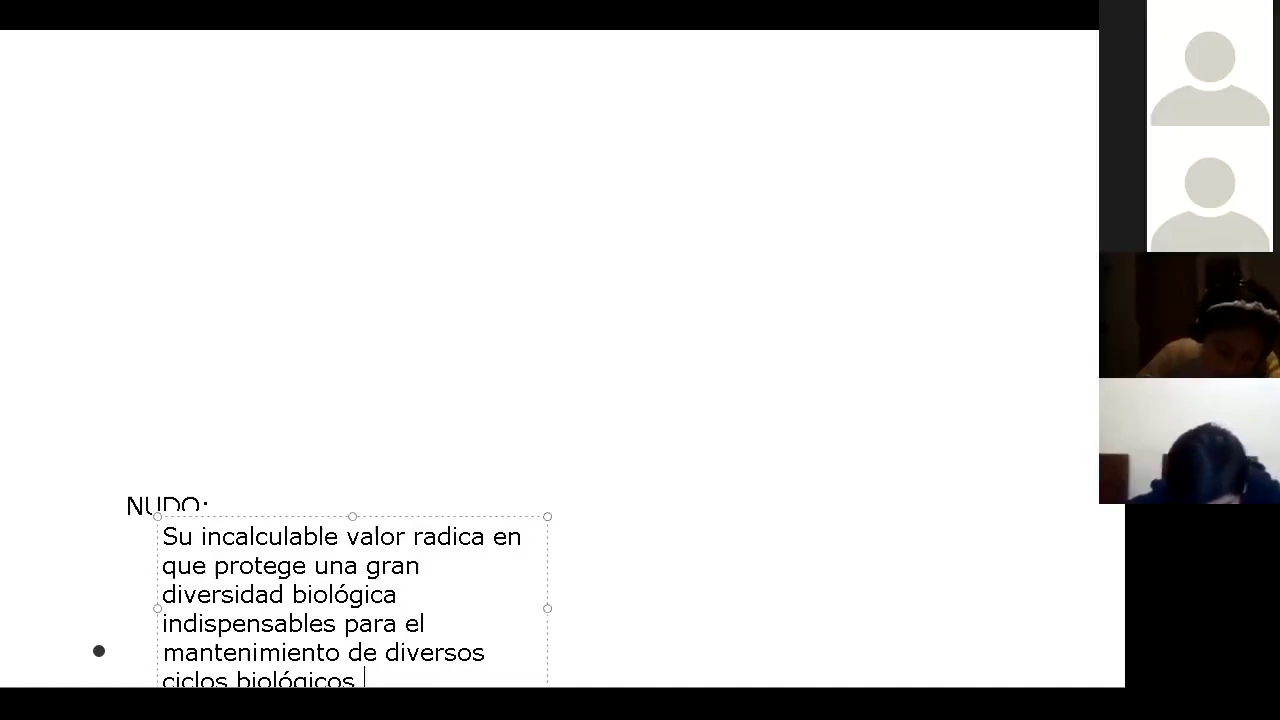 NUDO:
Su incalculable valor radica en
que protege una gran
diversidad biológica
indispensables para el
mantenimiento de diversos
ciclos biológicos